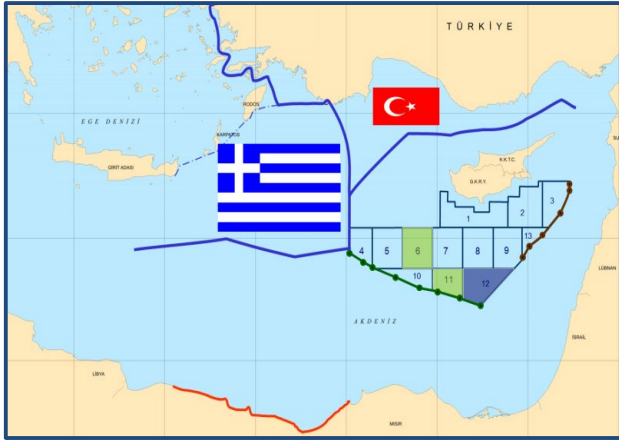 TÜRKİYE
EGE DENİZİ
RODOS
KARPATOS
GİRİT ADASI
K.K.T.C.
G.K.R.Y.
1
2
3
4
5
6
7
8
9
13
10
11
12
AKDENİZ
LÜBNAN
İSRAİL
LİBYA
MISIR